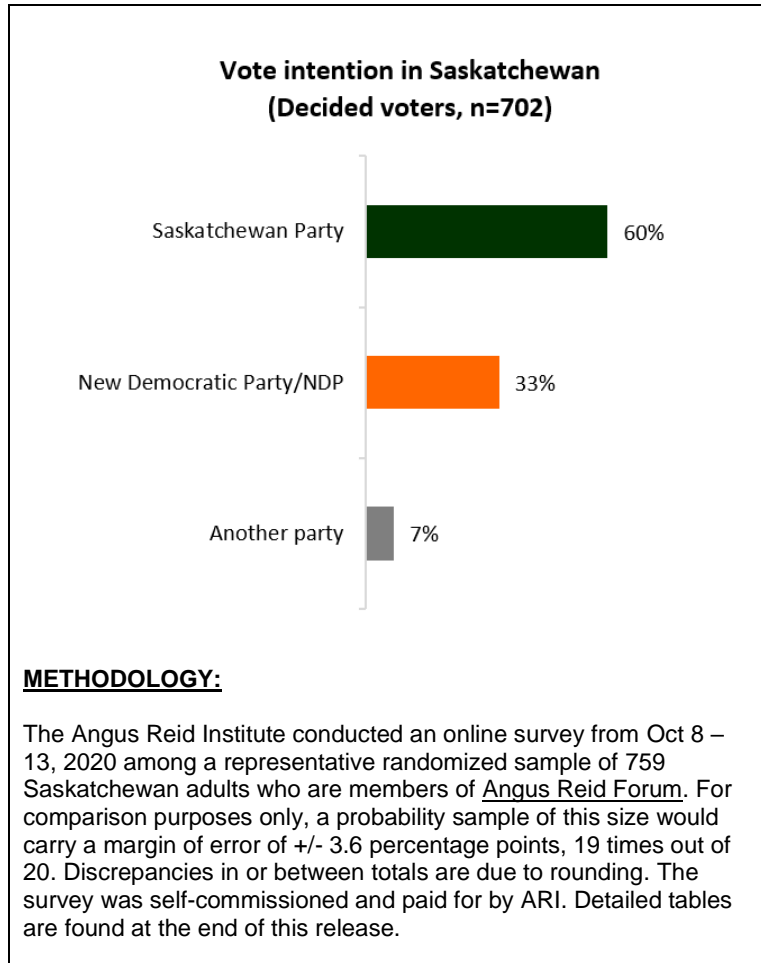 Vote intention in Saskatchewan
(Decided voters, n=702)
Saskatchewan Party
60%
New Democratic Party/NDP
33%
Another party
7%
METHODOLOGY:
The Angus Reid Institute conducted an online survey from Oct 8 –
13, 2020 among a representative randomized sample of 759
Saskatchewan adults who are members of Angus Reid Forum. For
comparison purposes only, a probability sample of this size would
carry a margin of error of +/- 3.6 percentage points, 19 times out of
20. Discrepancies in or between totals are due to rounding. The
survey was self-commissioned and paid for by ARI. Detailed tables
are found at the end of this release.